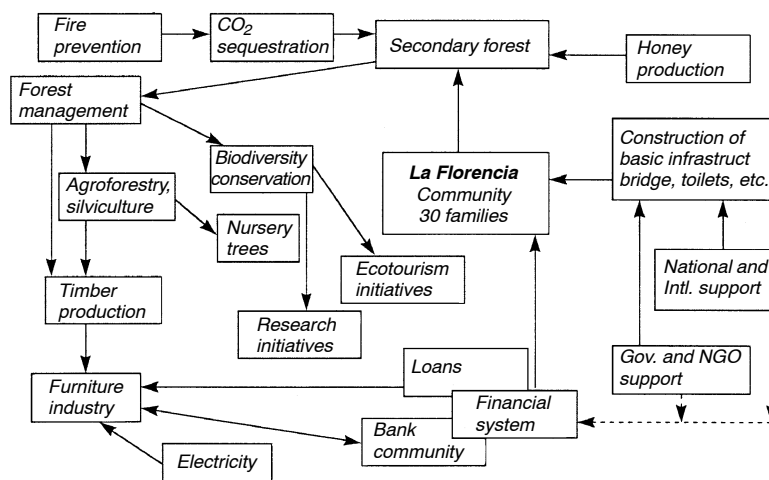 Fire
prevention
CO2
sequestration
Secondary forest
Honey
production
Forest
management
Biodiversity
conservation
La Florencia
Community
30 families
Construction of
basic infrastruct
bridge, toilets, etc.
Agroforestry,
silviculture
Nursery
trees
Ecotourism
initiatives
National and
Intl. support
Timber
production
Research
initiatives
Loans
Gov. and NGO
support
Furniture
industry
Financial
system
Bank
community
Electricity